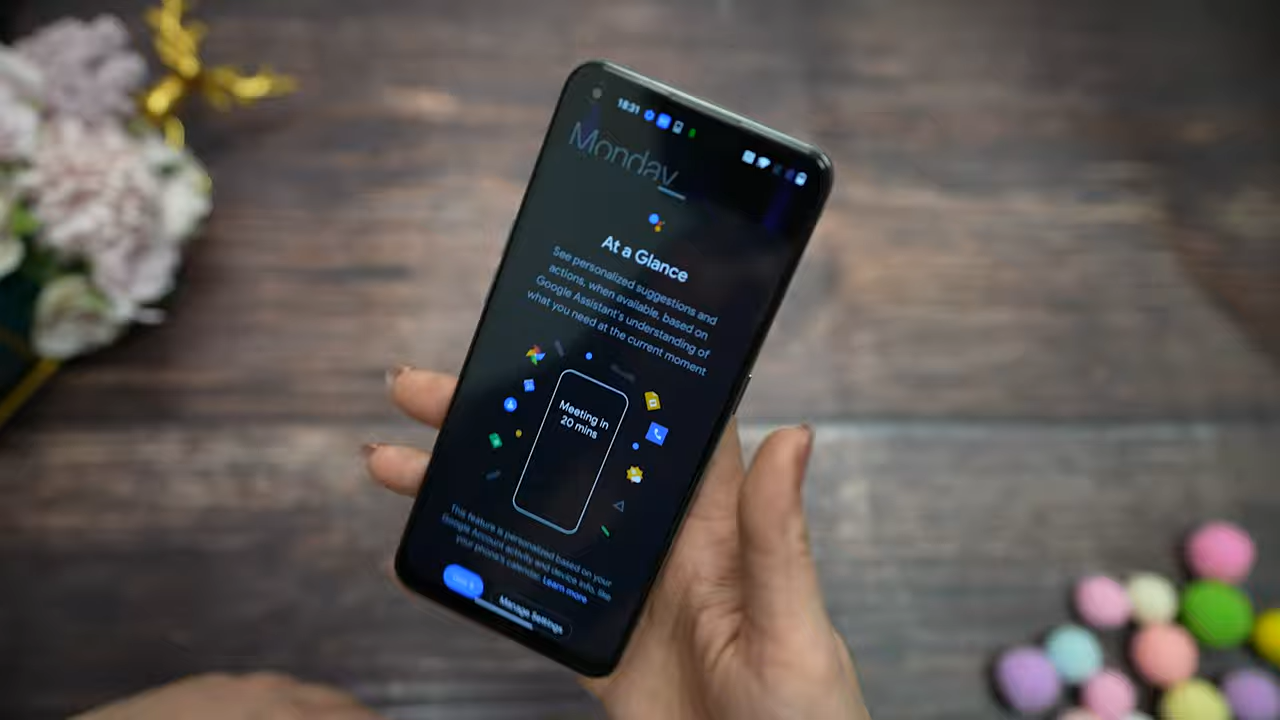 18:31
Monday
At a Glance
See personalized suggestions and
actions, when available, based on
Google Assistant's understanding of
what you need at the current moment
Meeting in
20 mins
This feature is personalized based on your
Google Account activity and device info, like
your phone's calendar. Learn more
Manage Settings